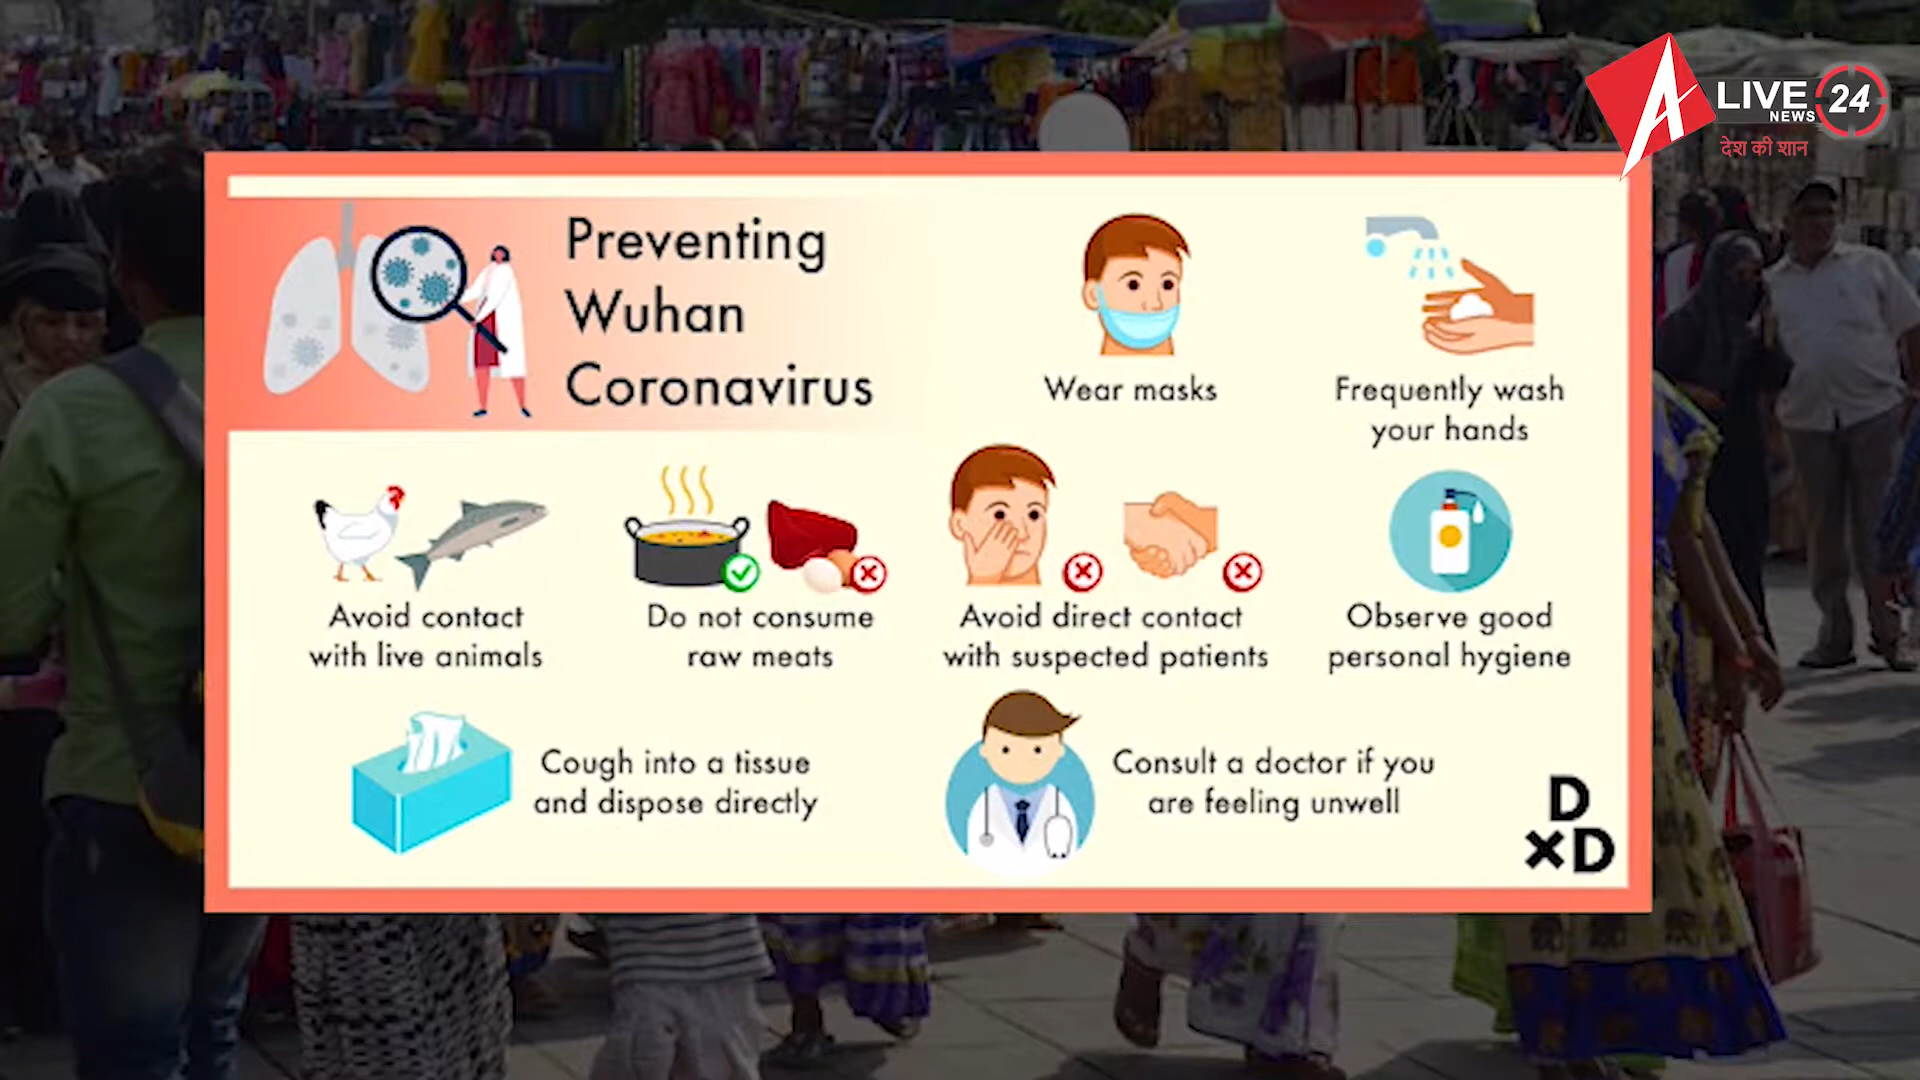 A
LIVE
NEWS
24
देश की शान
Preventing
Wuhan
Coronavirus
Wear masks
Frequently wash
your hands
Avoid contact
with live animals
Do not consume
raw meats
Avoid direct contact
with suspected patients
Observe good
personal hygiene
Cough into a tissue
and dispose directly
Consult a doctor if you
are feeling unwell
D
×D